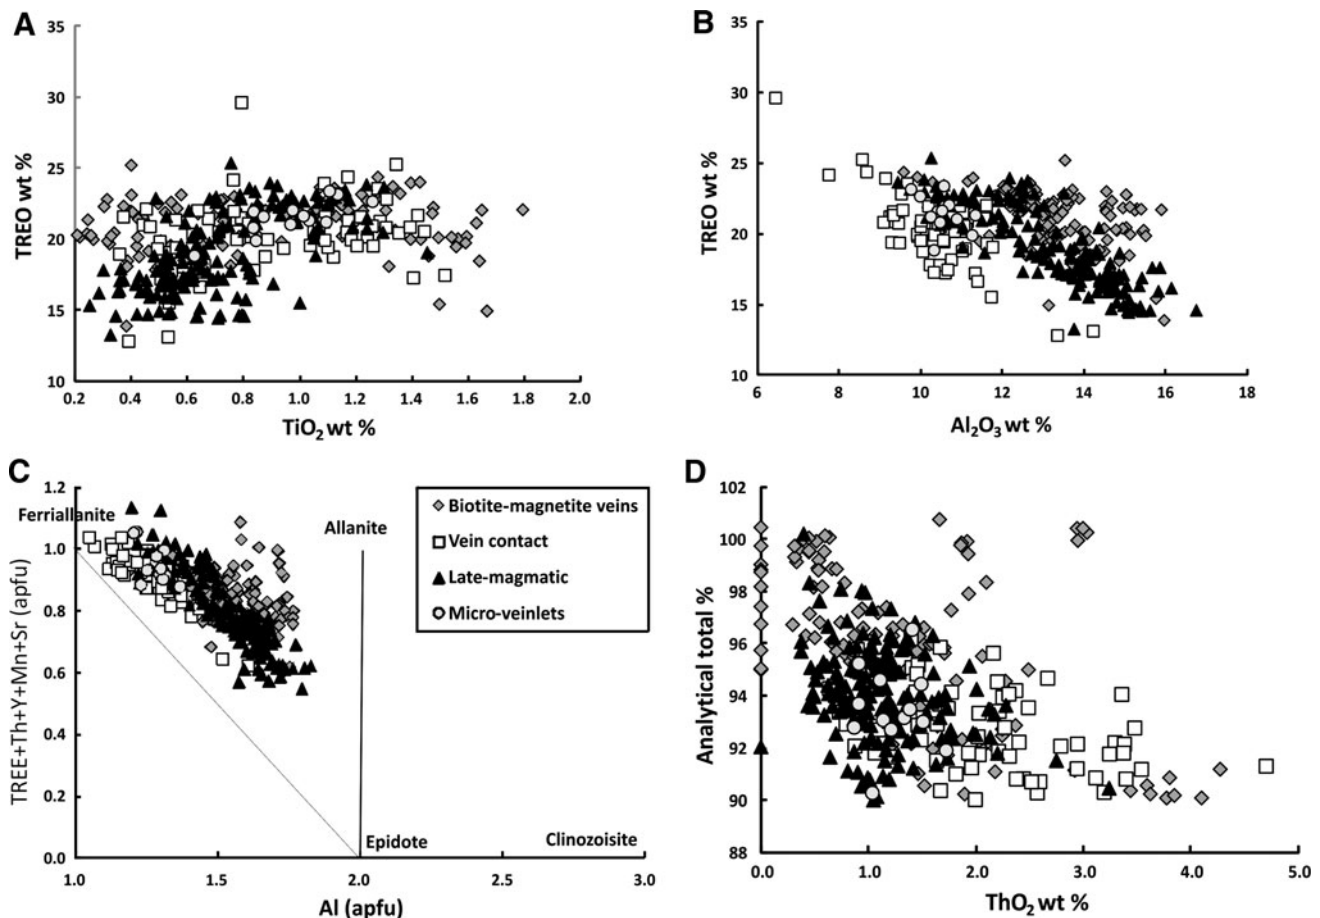 A
35
30
25
20
15
10
TREO wt %
0.2 0.4 0.6 0.8 1.0 1.2 1.4 1.6 1.8 2.0
TiO₂ wt %
B
35
30
25
20
15
10
TREO wt %
6 8 10 12 14 16 18
Al₂O₃ wt %
C
1.2
1.0
0.8
0.6
0.4
0.2
0.0
TREE+Th+Y+Mn+Sr (apfu)
Ferriallanite
Allanite
Epidote
Clinozoisite
Biotite-magnetite veins
Vein contact
Late-magmatic
Micro-veinlets
1.0 1.5 2.0 2.5 3.0
Al (apfu)
D
102
100
98
96
94
92
90
88
Analytical total %
0.0 1.0 2.0 3.0 4.0 5.0
ThO₂ wt %